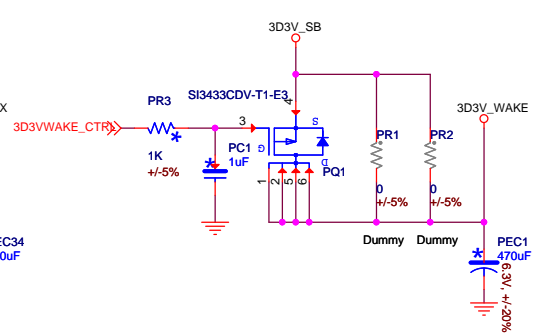 3D3V_SB
X
3D3VWAKE_CTRL
PR3
1K
+/-5%
SI3433CDV-T1-E3
3
4
S
G
D
PC1
1uF
PQ1
1
2
5
6
PR1
0
+/-5%
Dummy
PR2
0
+/-5%
Dummy
3D3V_WAKE
PEC1
470uF
6.3V, +/-20%
EC34
0uF